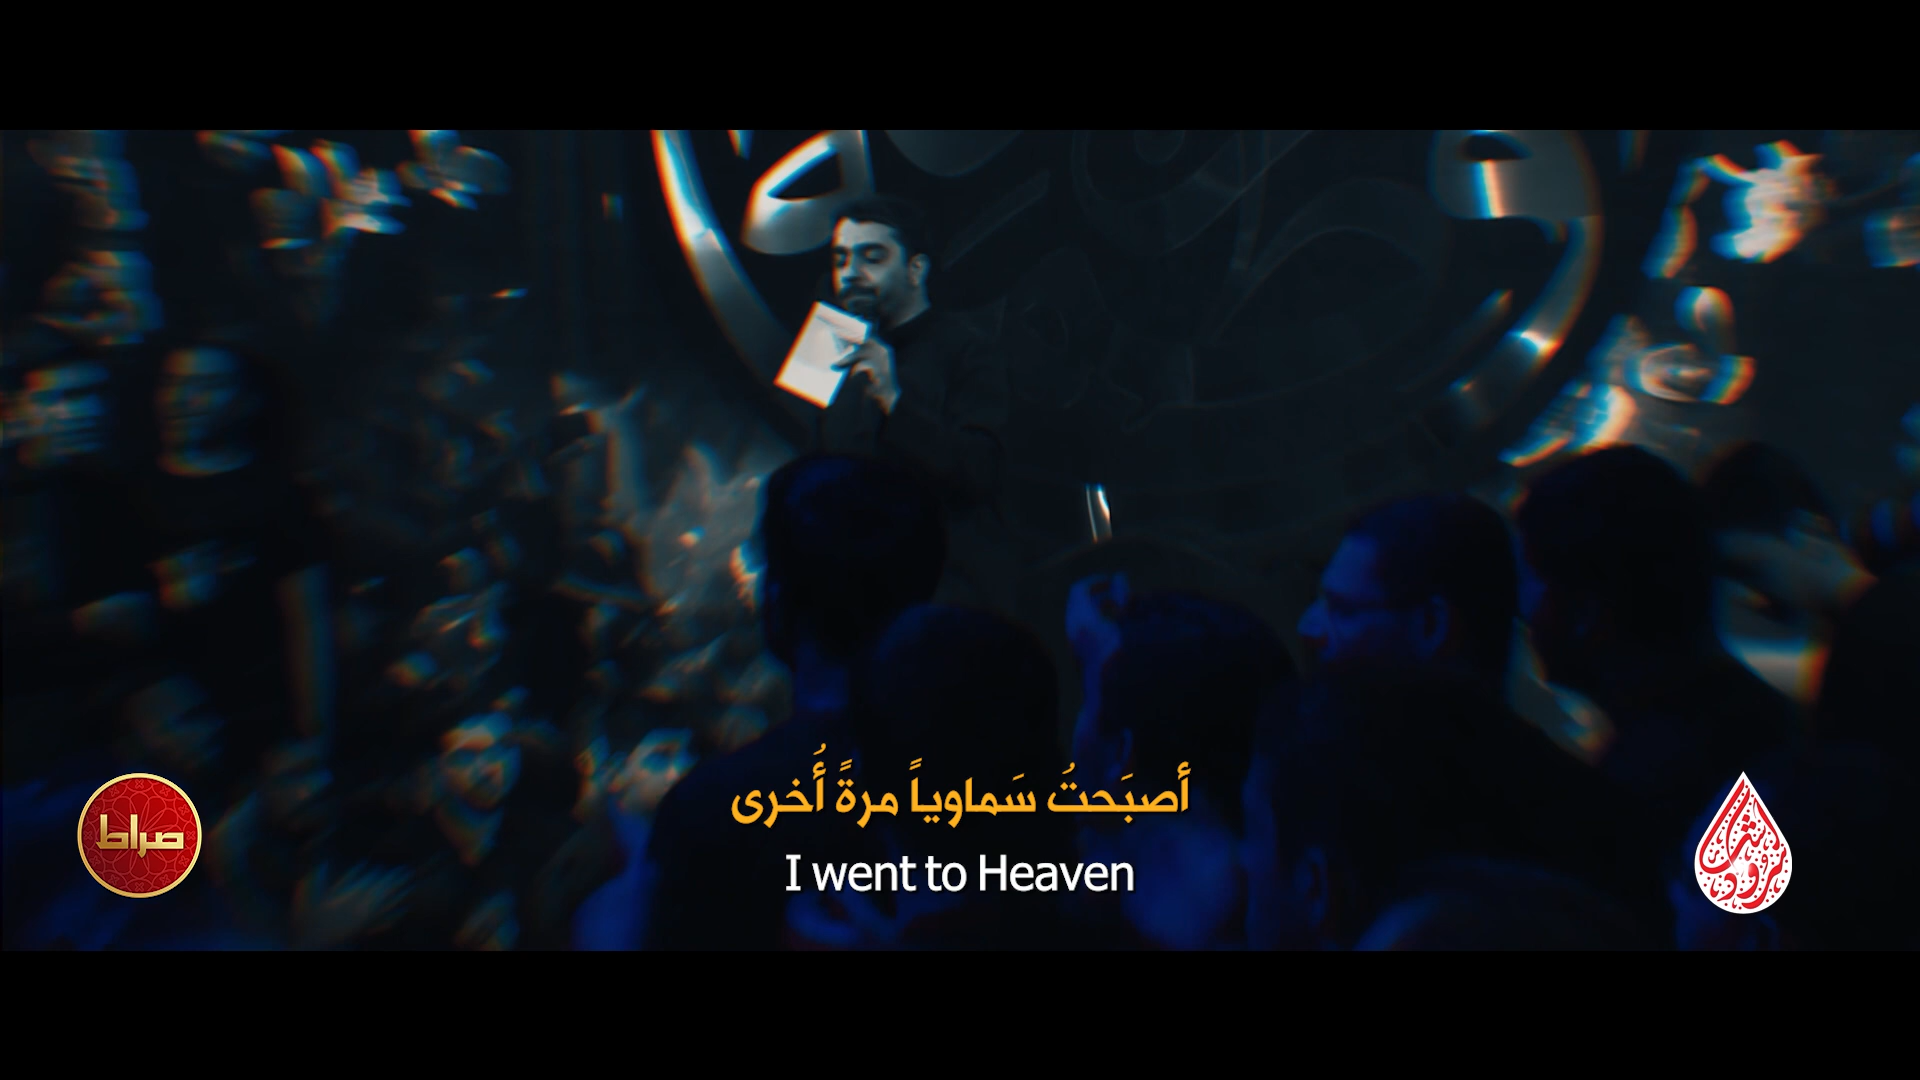 أصبَحتُ سَماوياً مرةً أُخرى
I went to Heaven
صراط